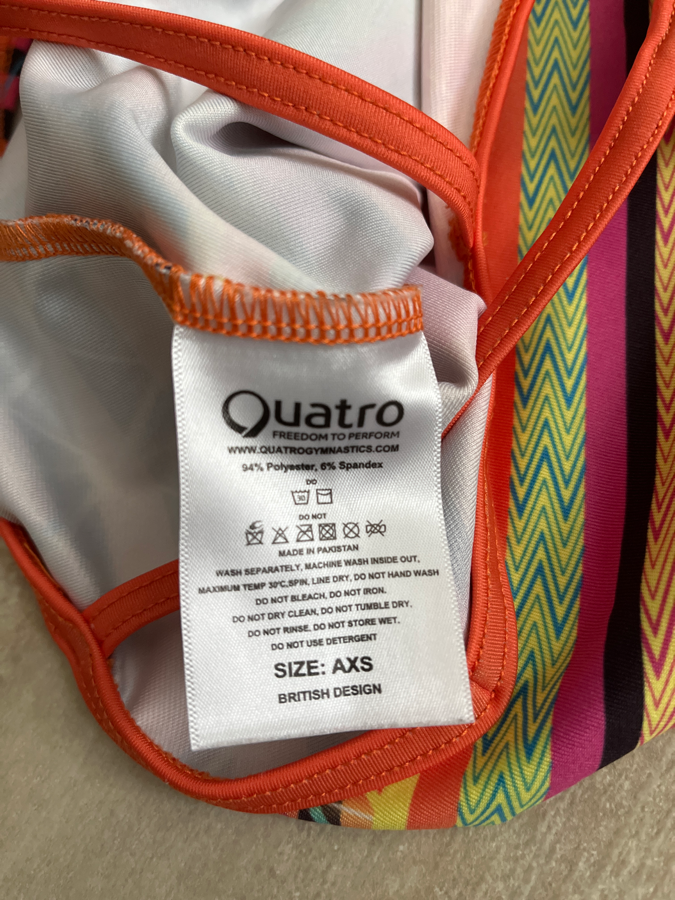 Quatro
FREEDOM TO PERFORM
WWW.QUATROGYMNASTICS.COM
94% Polyester, 6% Spandex
DO
30
DO NOT
MADE IN PAKISTAN
WASH SEPARATELY, MACHINE WASH INSIDE OUT,
MAXIMUM TEMP 30℃,SPIN, LINE DRY, DO NOT HAND WASH
DO NOT BLEACH, DO NOT IRON.
DO NOT DRY CLEAN, DO NOT TUMBLE DRY.
DO NOT RINSE, DO NOT STORE WET.
DO NOT USE DETERGENT
SIZE: AXS
BRITISH DESIGN